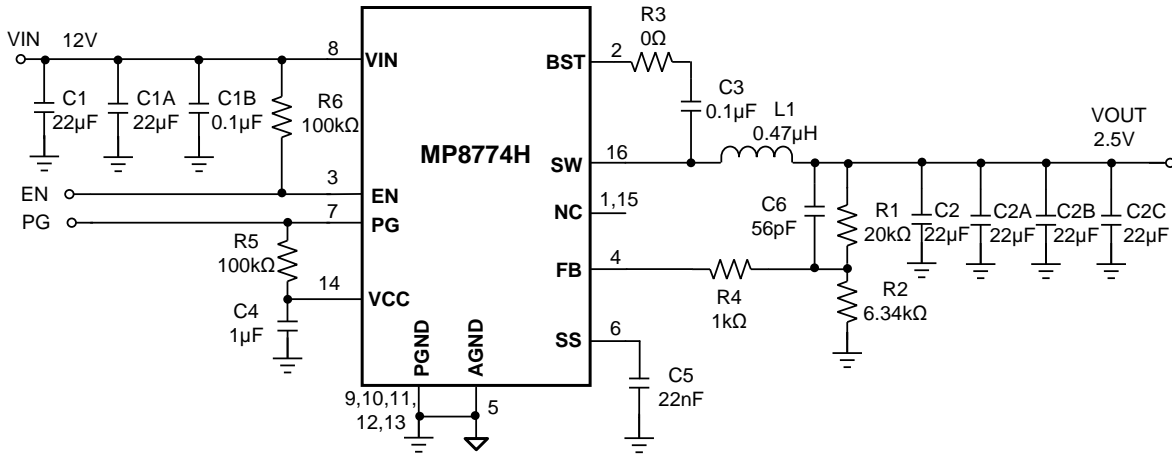 VIN 12V
8
VIN
C1
22µF
C1A
22µF
C1B
0.1µF
R6
100kΩ
EN
3
EN
PG
7
PG
R5
100kΩ
14
VCC
C4
1µF
MP8774H
PGND
AGND
9,10,11,
12,13
5
BST
2
R3
0Ω
C3
0.1µF
SW
16
L1
0.47µH
VOUT
2.5V
NC
1,15
C6
56pF
R1
20kΩ
C2
22µF
C2A
22µF
C2B
22µF
C2C
22µF
FB
4
R4
1kΩ
R2
6.34kΩ
SS
6
C5
22nF